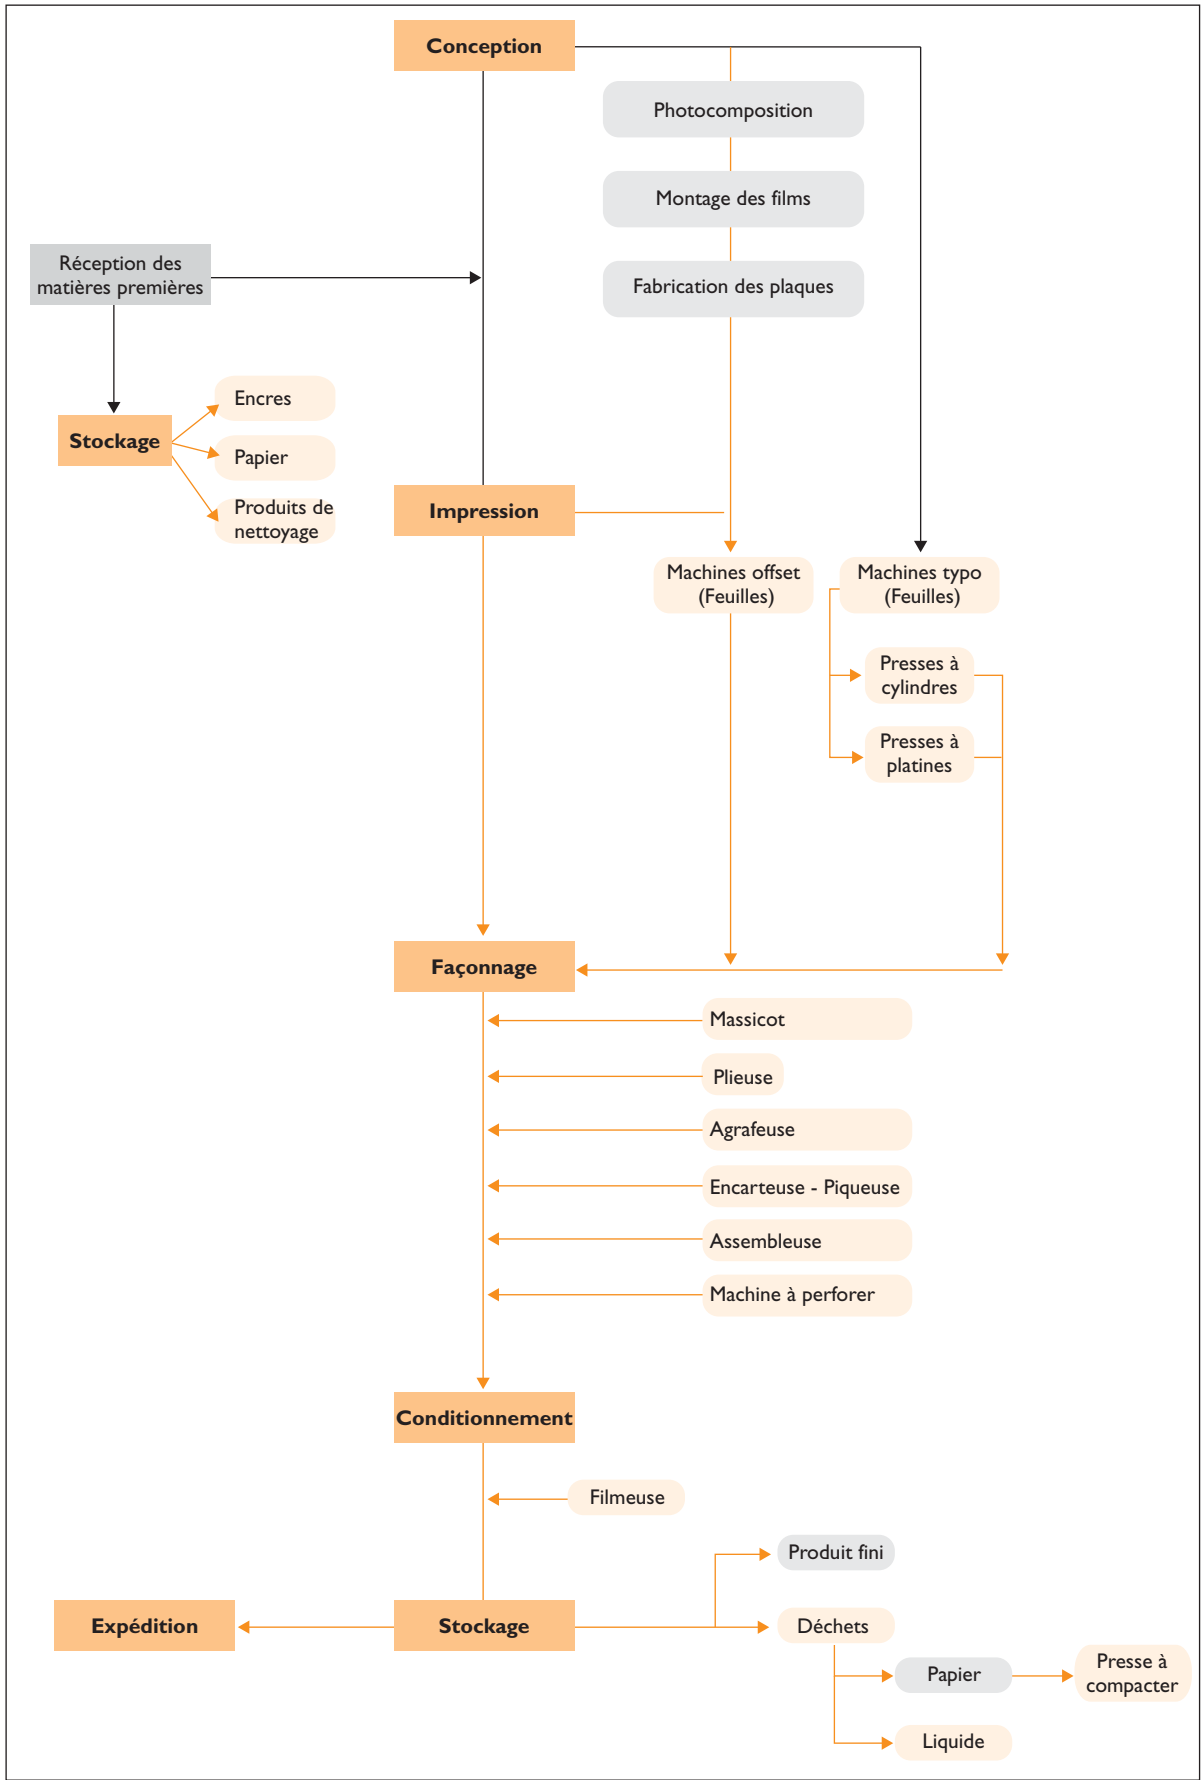 Conception
Photocomposition
Montage des films
Réception des
matières premières
Fabrication des plaques
Encres
Stockage
Papier
Produits de
nettoyage
Impression
Machines offset
(Feuilles)
Machines typo
(Feuilles)
Presses à
cylindres
Presses à
platines
Façonnage
Massicot
Plieuse
Agrafeuse
Encarteuse - Piqueuse
Assembleuse
Machine à perforer
Conditionnement
Filmeuse
Produit fini
Expédition
Stockage
Déchets
Papier
Presse à
compacter
Liquide